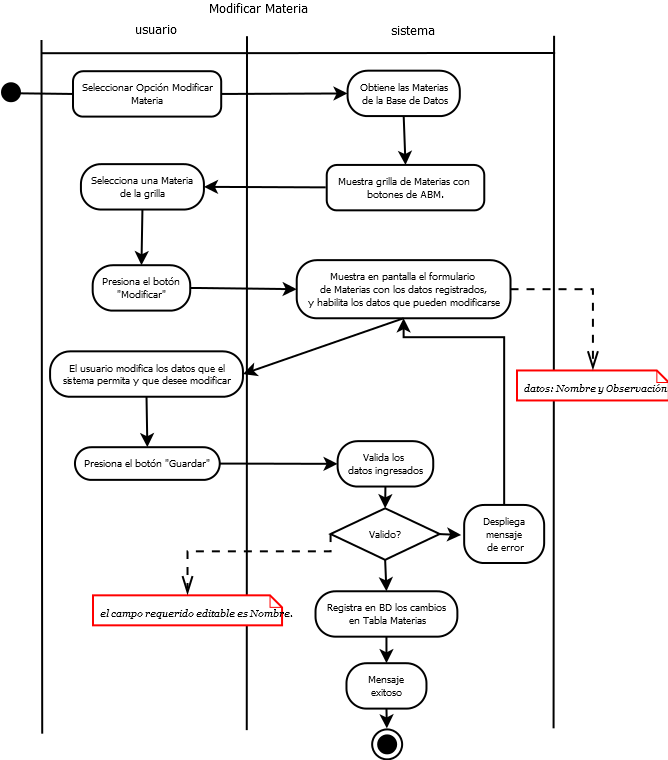 Modificar Materia
usuario
sistema
Seleccionar Opción Modificar
Materia
Obtiene las Materias
de la Base de Datos
Selecciona una Materia
de la grilla
Muestra grilla de Materias con
botones de ABM.
Presiona el botón
"Modificar"
Muestra en pantalla el formulario
de Materias con los datos registrados,
y habilita los datos que pueden modificarse
El usuario modifica los datos que el
sistema permita y que desee modificar
datos: Nombre y Observación
Presiona el botón "Guardar"
Valida los
datos ingresados
Valido?
Despliega
mensaje
de error
el campo requerido editable es Nombre.
Registra en BD los cambios
en Tabla Materias
Mensaje
exitoso